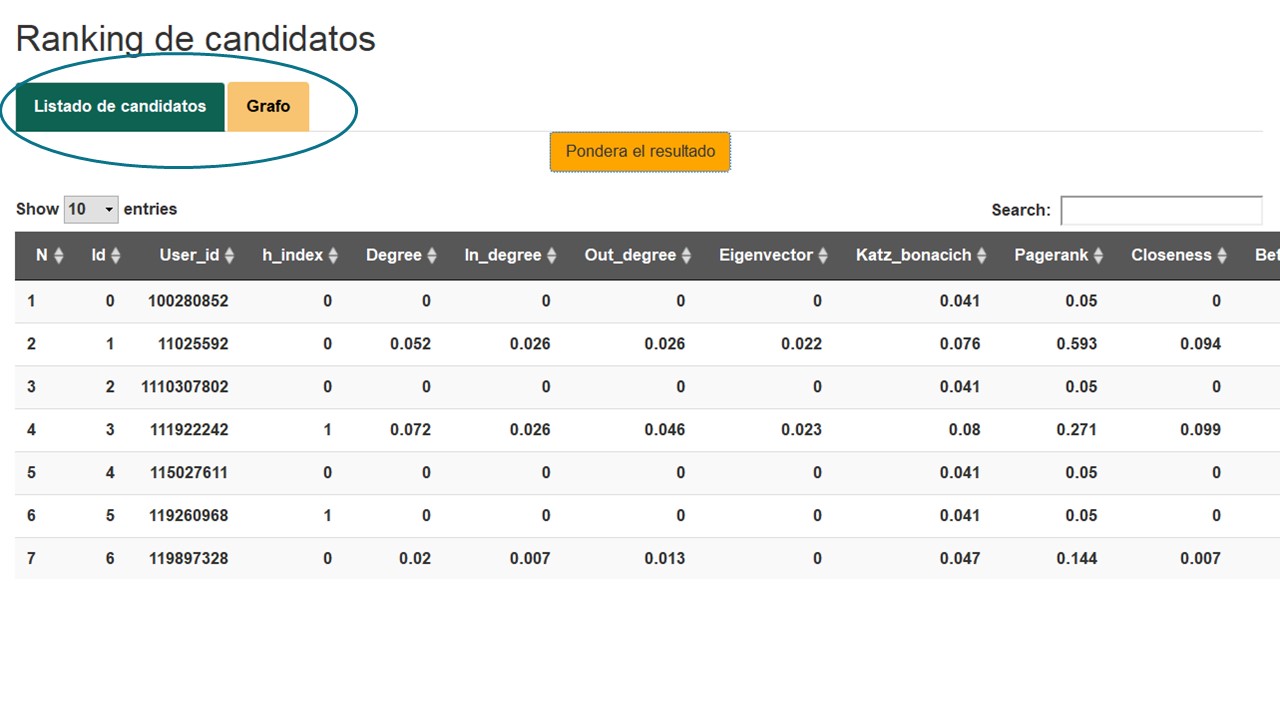 Ranking de candidatos
Listado de candidatos Grafo
Pondera el resultado
Show 10 entries Search:
N Id User_id h_index Degree In_degree Out_degree Eigenvector Katz_bonacich Pagerank Closeness Bet
1 0 100280852 0 0 0 0 0 0.041 0.05 0
2 1 11025592 0 0.052 0.026 0.026 0.022 0.076 0.593 0.094
3 2 1110307802 0 0 0 0 0 0.041 0.05 0
4 3 111922242 1 0.072 0.026 0.046 0.023 0.08 0.271 0.099
5 4 115027611 0 0 0 0 0 0.041 0.05 0
6 5 119260968 1 0 0 0 0 0.041 0.05 0
7 6 119897328 0 0.02 0.007 0.013 0 0.047 0.144 0.007